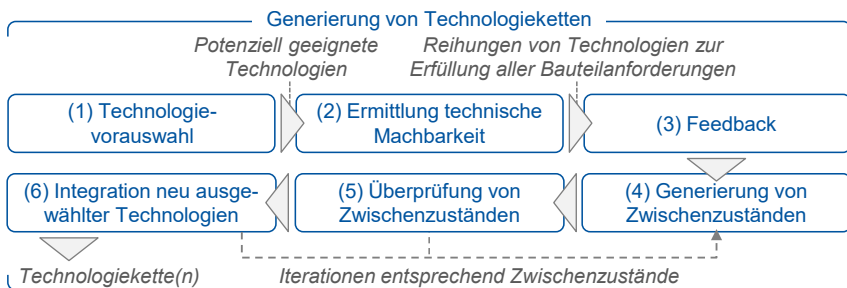 Generierung von Technologieketten
Potenziell geeignete
Technologien
Reihungen von Technologien zur
Erfüllung aller Bauteilanforderungen
(1) Technologie-
vorauswahl
(2) Ermittlung technische
Machbarkeit
(3) Feedback
(6) Integration neu ausge-
wählter Technologien
(5) Überprüfung von
Zwischenzuständen
(4) Generierung von
Zwischenzuständen
Technologiekette(n)
Iterationen entsprechend Zwischenzustände